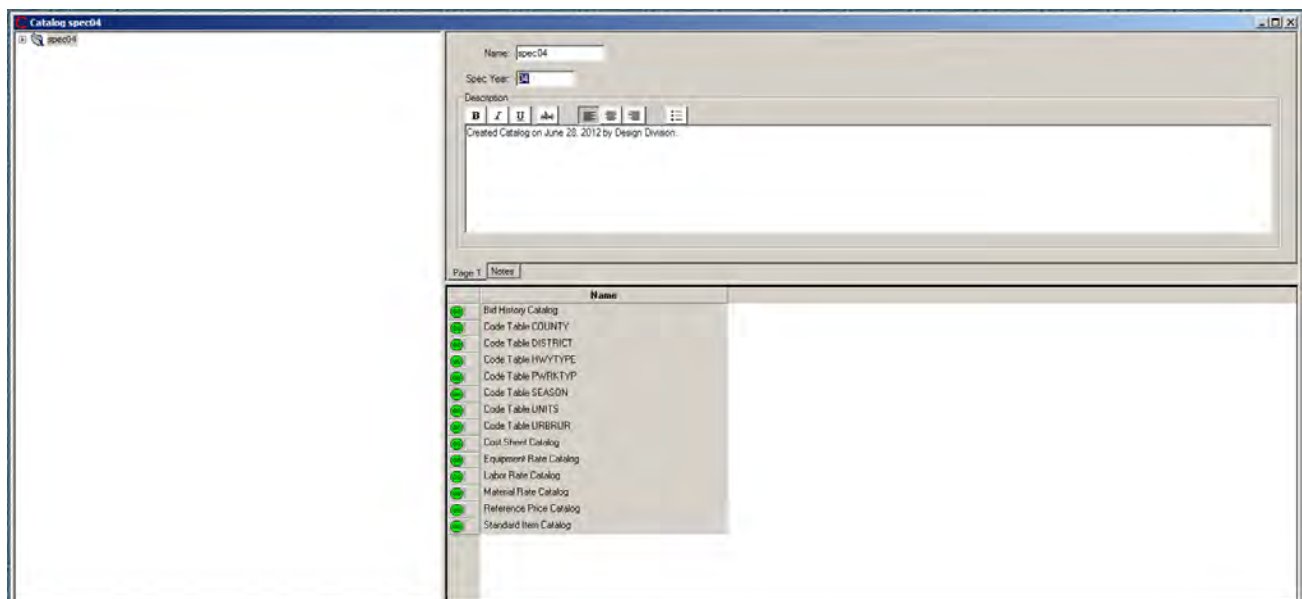 Catalog spec04
spec04
Name: spec04
Spec Year: 04
Description
B I U abc
Created Catalog on June 28, 2012 by Design Division.
Page 1 Notes
Name
Bid History Catalog
Code Table COUNTY
Code Table DISTRICT
Code Table HWYTYPE
Code Table PWRKTYP
Code Table SEASON
Code Table UNITS
Code Table URBRUR
Cost Sheet Catalog
Equipment Rate Catalog
Labor Rate Catalog
Material Rate Catalog
Reference Price Catalog
Standard Item Catalog